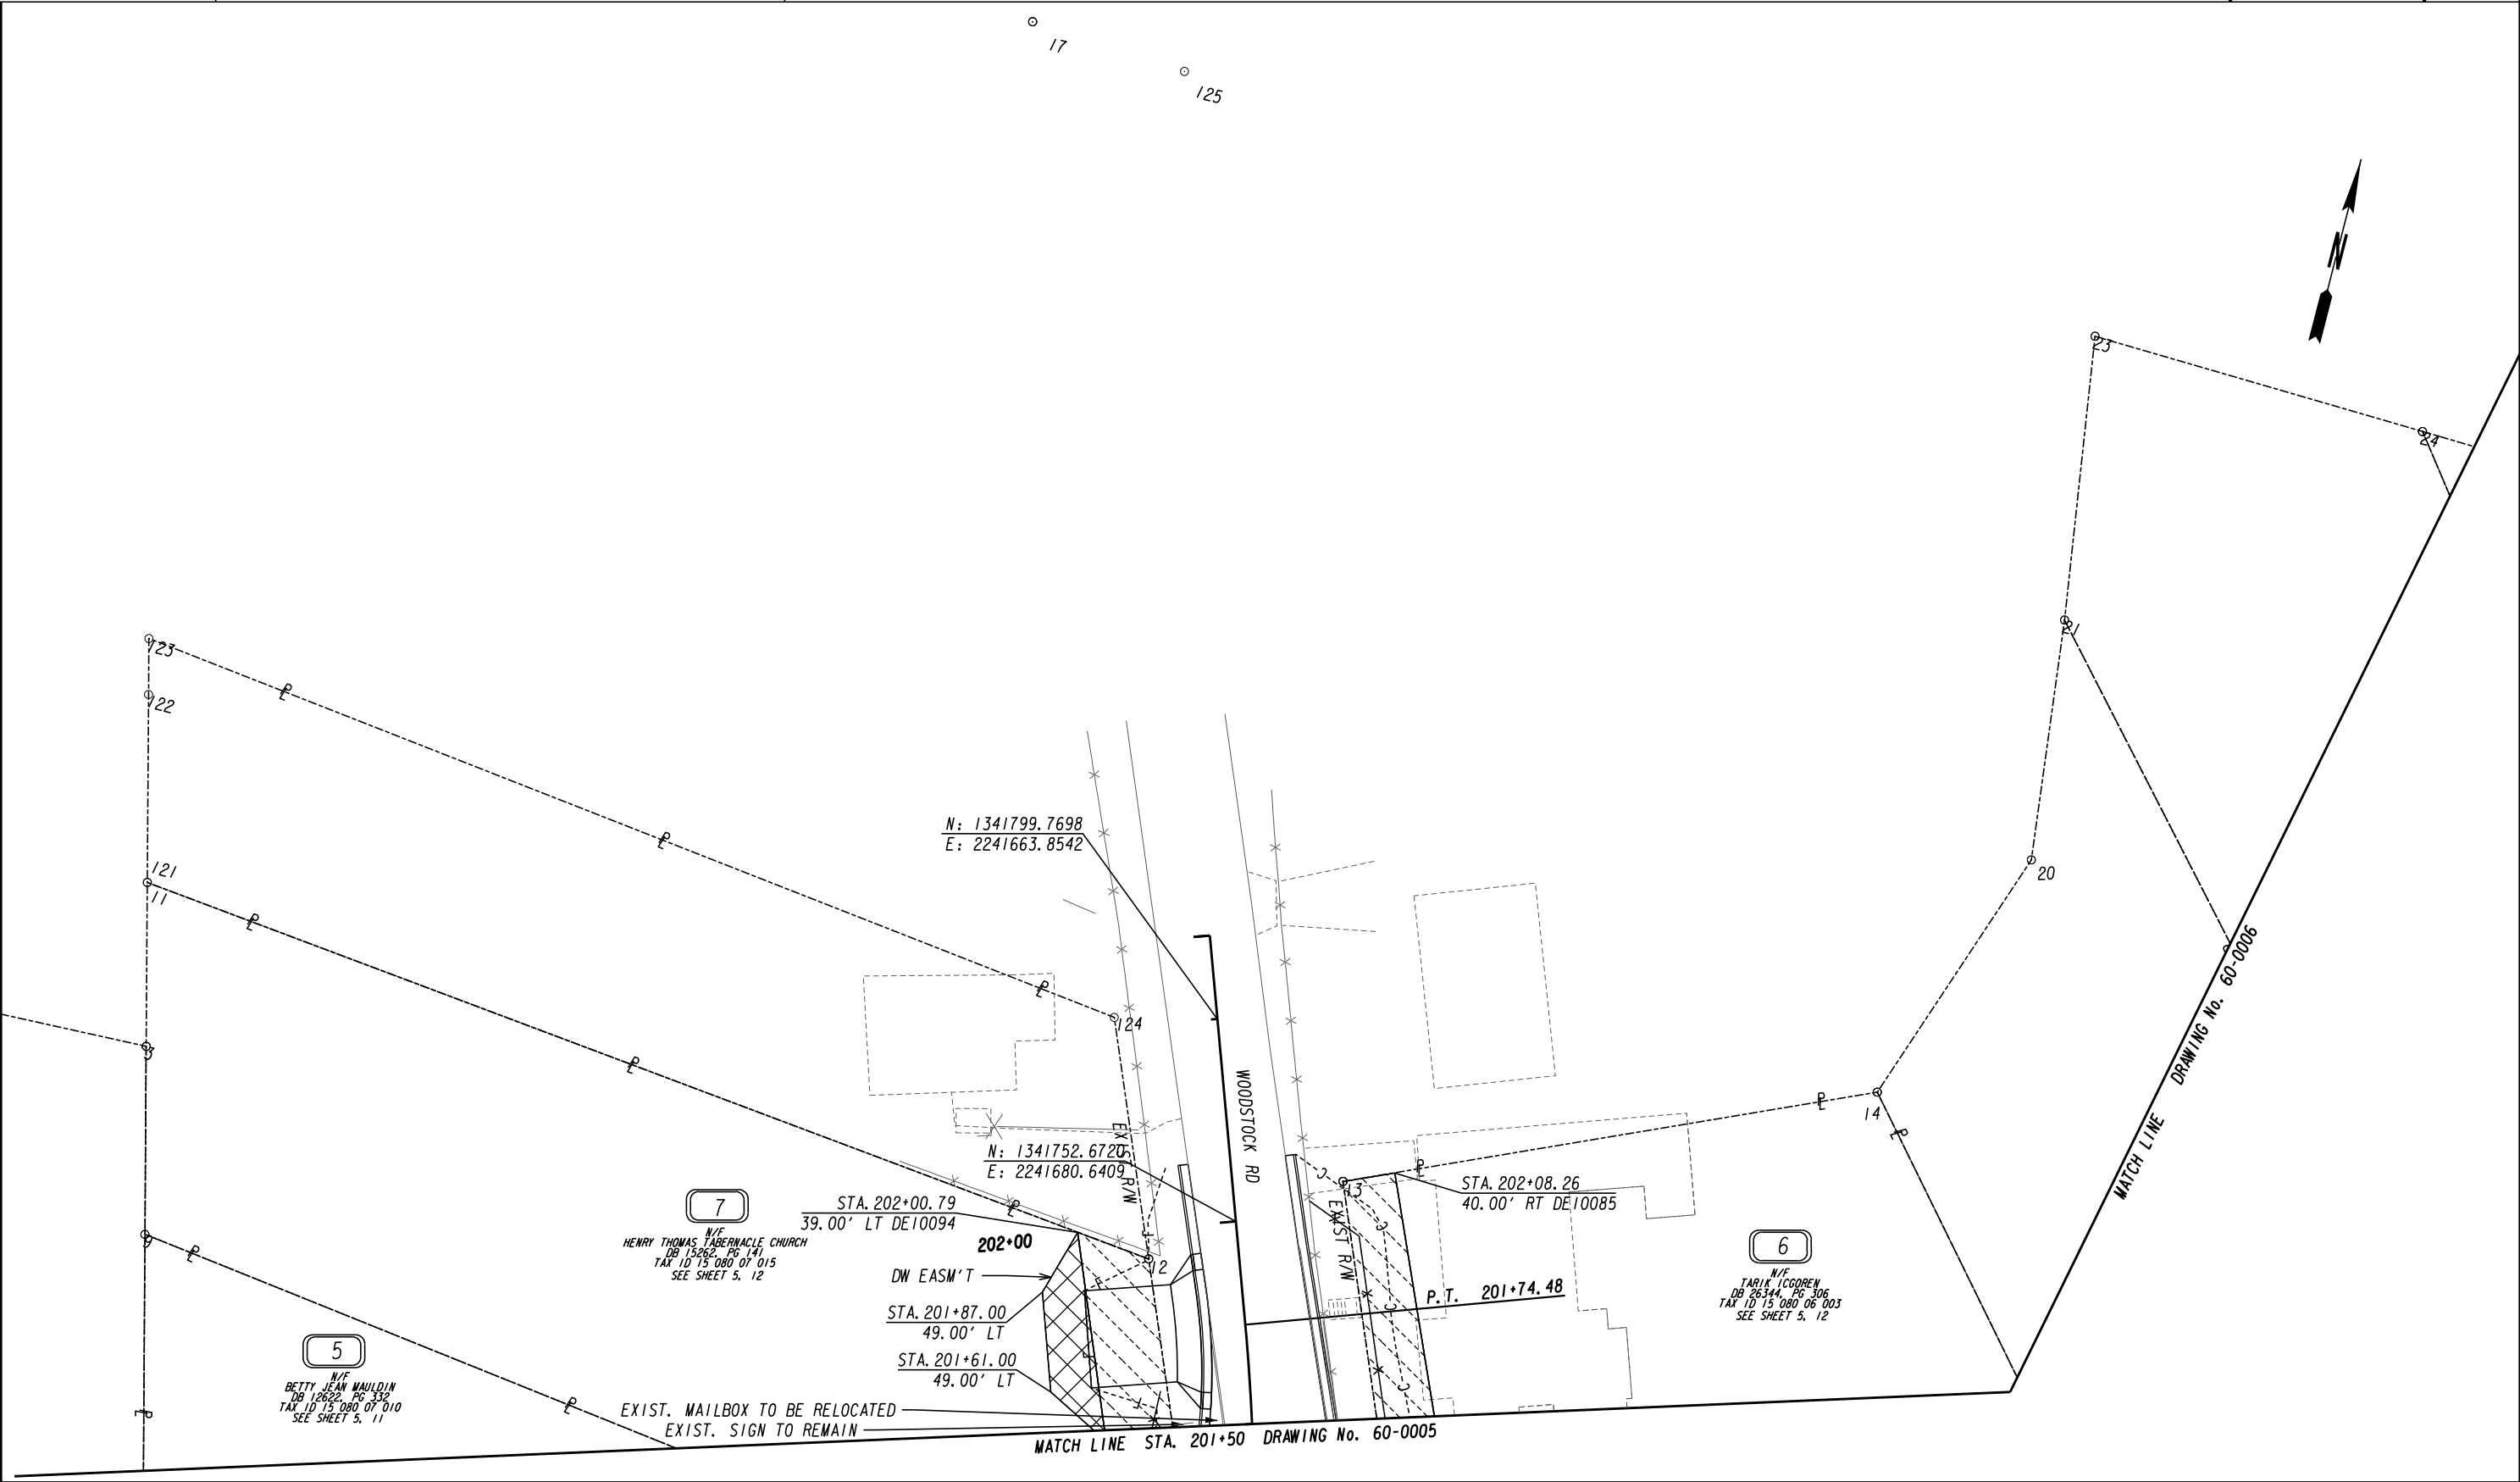 17
125
N
23
24
21
123
122
N: 1341799.7698
E: 2241663.8542
121
11
20
DRAWING No. 60-0006
MATCH LINE
124
3
WOODSTOCK RD
14
EXIST R/W
N: 1341752.6720
E: 2241680.6409
13
STA. 202+08.26
40.00' RT DE10085
EXIST R/W
7
N/F
HENRY THOMAS TABERNACLE CHURCH
DB 15262, PG 141
TAX ID 15 080 07 015
SEE SHEET 5, 12
STA. 202+00.79
39.00' LT DE10094
202+00
12
6
N/F
TARIK ICGOREN
DB 26344, PG 306
TAX ID 15 080 06 003
SEE SHEET 5, 12
DW EASM'T
P.T. 201+74.48
STA. 201+87.00
49.00' LT
5
N/F
BETTY JEAN MAULDIN
DB 12622, PG 332
TAX ID 15 080 07 010
SEE SHEET 5, 11
STA. 201+61.00
49.00' LT
EXIST. MAILBOX TO BE RELOCATED
EXIST. SIGN TO REMAIN
MATCH LINE STA. 201+50 DRAWING No. 60-0005